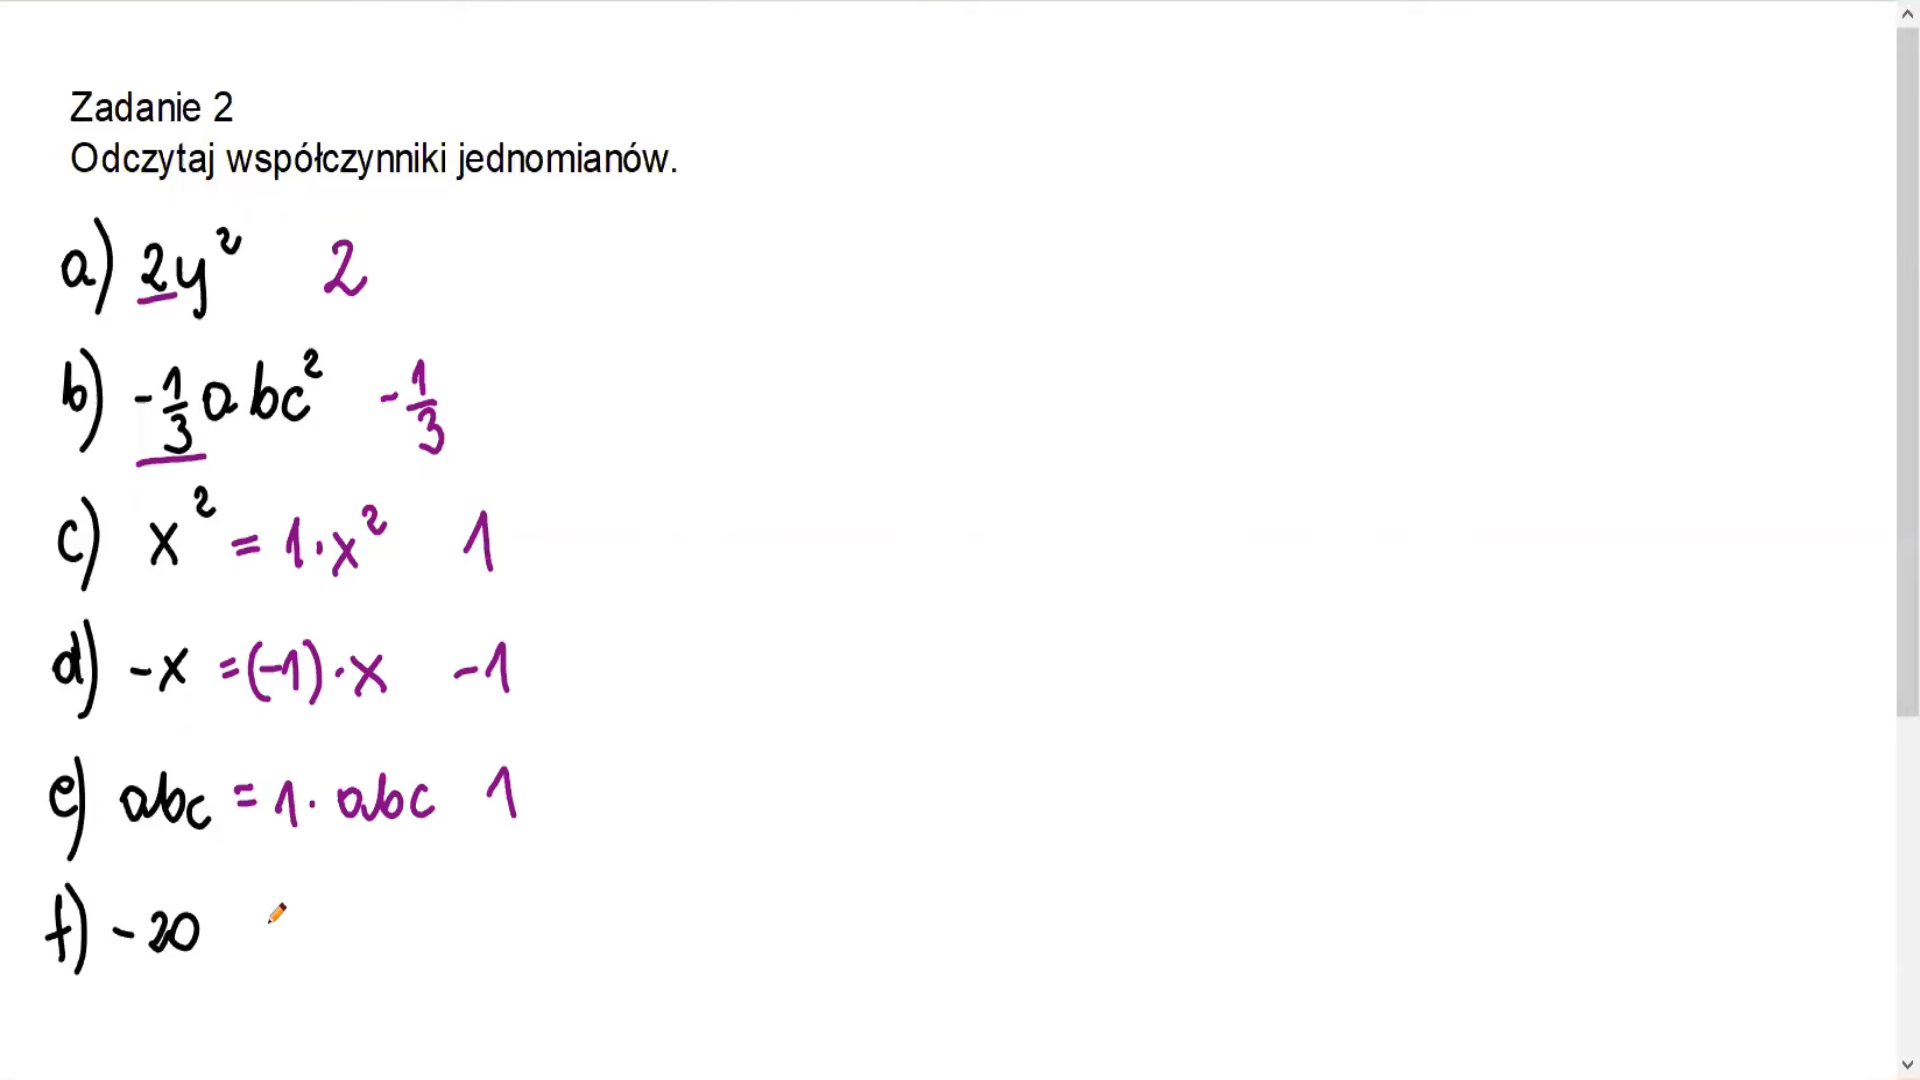 Zadanie 2
Odczytaj współczynniki jednomianów.
a) 2y² 2
b) -1/3 abc² -1/3
c) x² = 1·x² 1
d) -x = (-1)·x -1
e) abc = 1·abc 1
f) -20